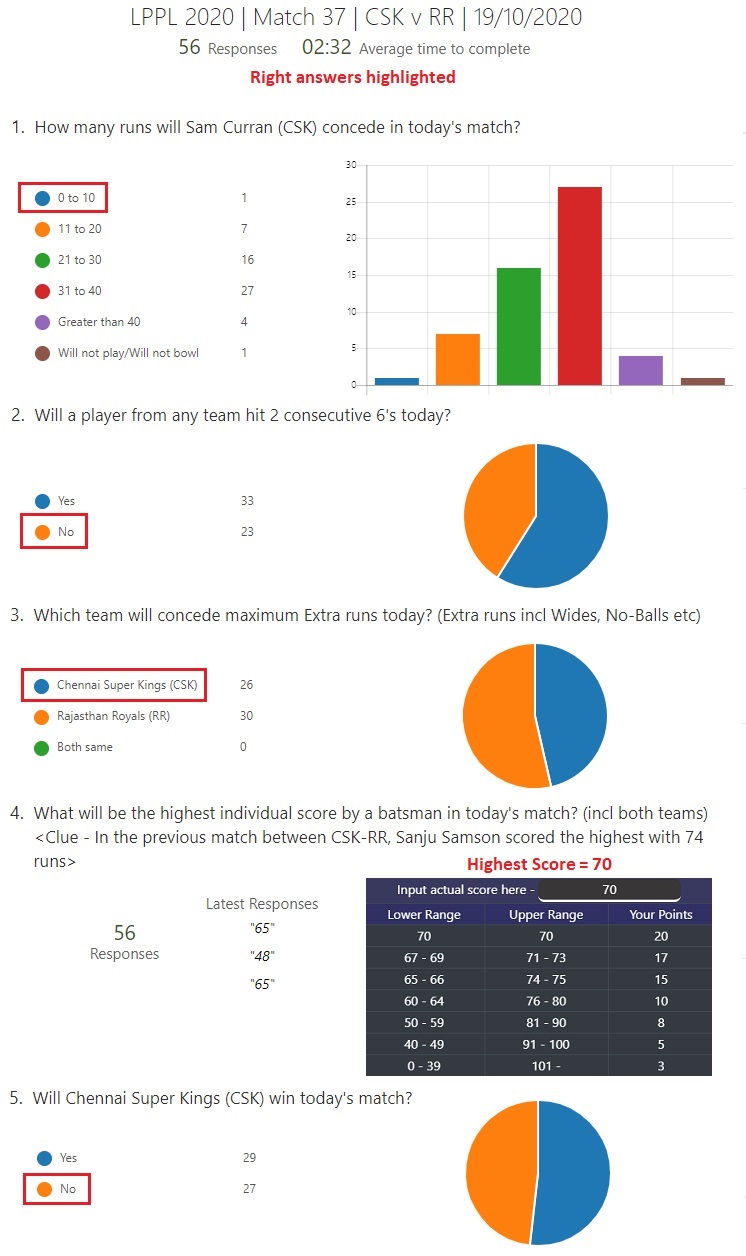 LPPL 2020 | Match 37 | CSK v RR | 19/10/2020
56 Responses 02:32 Average time to complete
Right answers highlighted
1. How many runs will Sam Curran (CSK) concede in today's match?
0 to 10 1
11 to 20 7
21 to 30 16
31 to 40 27
Greater than 40 4
Will not play/Will not bowl 1
30
25
20
15
10
5
0
2. Will a player from any team hit 2 consecutive 6's today?
Yes 33
No 23
3. Which team will concede maximum Extra runs today? (Extra runs incl Wides, No-Balls etc)
Chennai Super Kings (CSK) 26
Rajasthan Royals (RR) 30
Both same 0
4. What will be the highest individual score by a batsman in today's match? (incl both teams)
<Clue - In the previous match between CSK-RR, Sanju Samson scored the highest with 74
runs>
Highest Score = 70
56
Responses
Latest Responses
"65"
"48"
"65"
Input actual score here - 70
Lower Range Upper Range Your Points
70 70 20
67 - 69 71 - 73 17
65 - 66 74 - 75 15
60 - 64 76 - 80 10
50 - 59 81 - 90 8
40 - 49 91 - 100 5
0 - 39 101 - 3
5. Will Chennai Super Kings (CSK) win today's match?
Yes 29
No 27